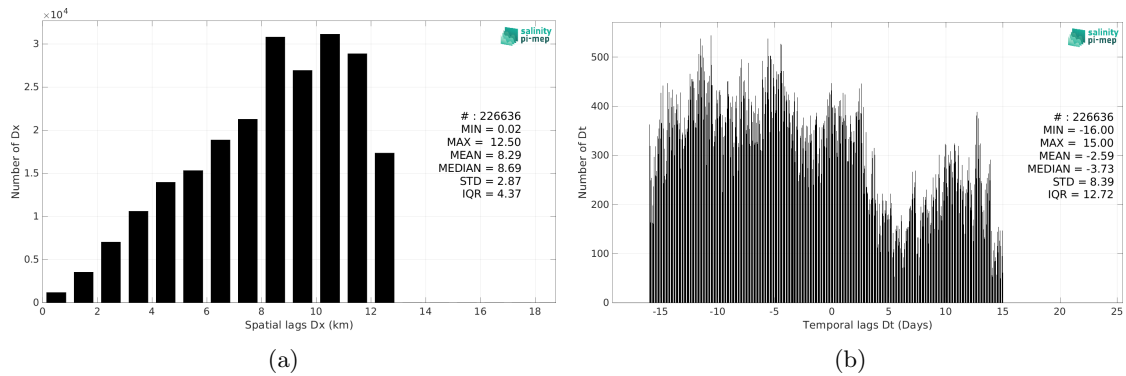 ×10⁴
salinity
pi-mep
3
2.5
2
1.5
1
0.5
0
Number of Dx
# : 226636
MIN = 0.02
MAX = 12.50
MEAN = 8.29
MEDIAN = 8.69
STD = 2.87
IQR = 4.37
0 2 4 6 8 10 12 14 16 18
Spatial lags Dx (km)
(a)
salinity
pi-mep
500
400
300
200
100
0
Number of Dt
# : 226636
MIN = -16.00
MAX = 15.00
MEAN = -2.59
MEDIAN = -3.73
STD = 8.39
IQR = 12.72
-15 -10 -5 0 5 10 15 20 25
Temporal lags Dt (Days)
(b)